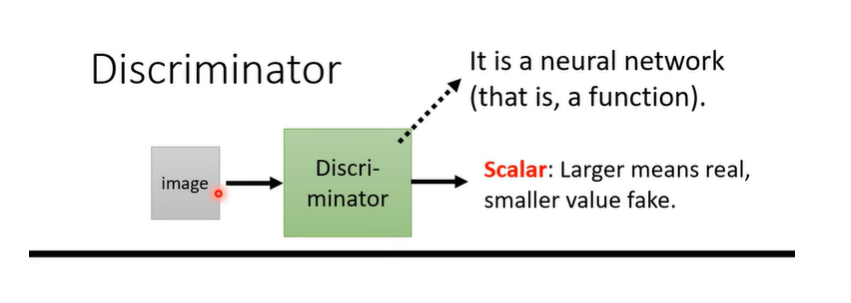 Discriminator
It is a neural network
(that is, a function).
image
Discri-
minator
Scalar: Larger means real,
smaller value fake.